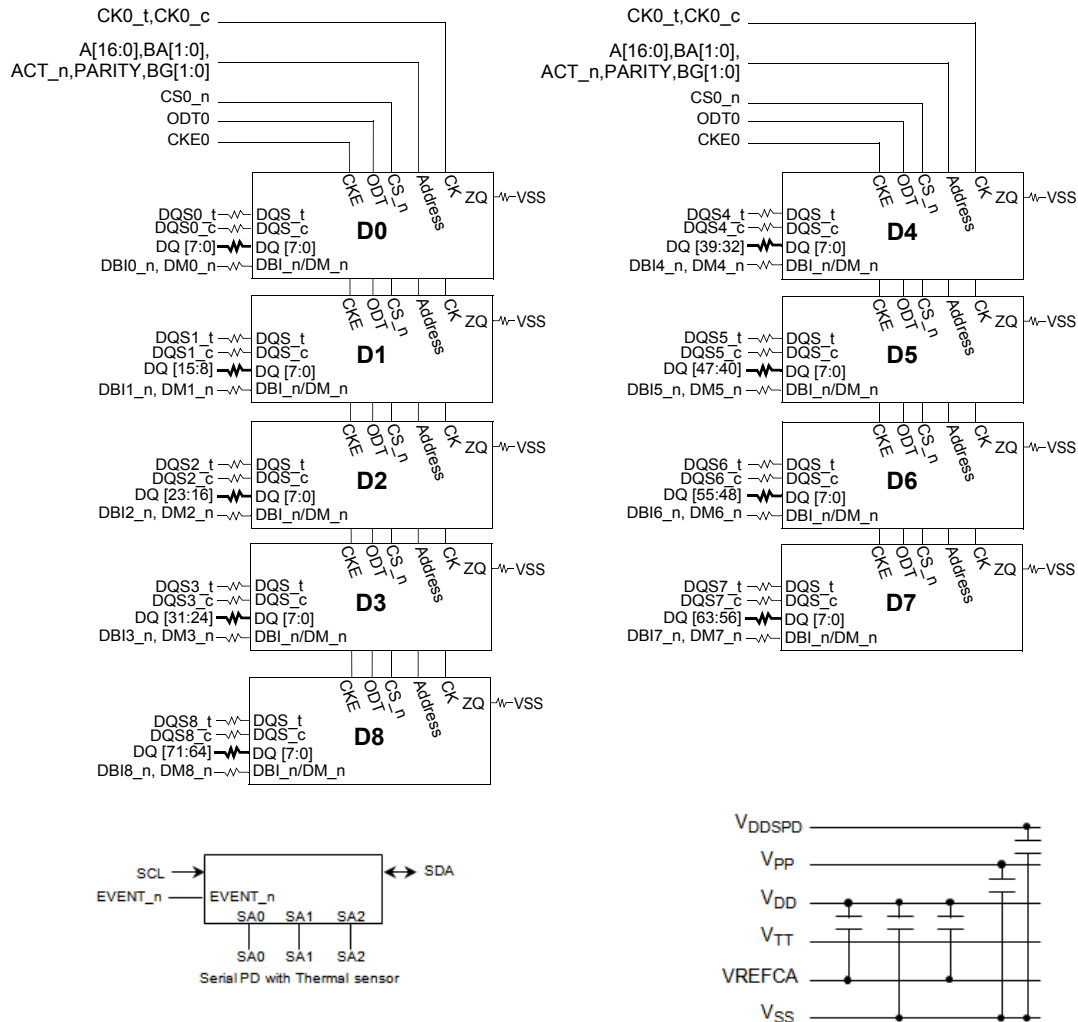 CK0_t,CK0_c
A[16:0],BA[1:0],
ACT_n,PARITY,BG[1:0]
CS0_n
ODT0
CKE0
CKE ODT CS_n Address CK ZQ VSS
DQS0_t DQS_t
DQS0_c DQS_c
D0
DQ [7:0] DQ [7:0]
DBI0_n, DM0_n DBI_n/DM_n
CKE ODT CS_n Address CK ZQ VSS
DQS1_t DQS_t
DQS1_c DQS_c
D1
DQ [15:8] DQ [7:0]
DBI1_n, DM1_n DBI_n/DM_n
CKE ODT CS_n Address CK ZQ VSS
DQS2_t DQS_t
DQS2_c DQS_c
D2
DQ [23:16] DQ [7:0]
DBI2_n, DM2_n DBI_n/DM_n
CKE ODT CS_n Address CK ZQ VSS
DQS3_t DQS_t
DQS3_c DQS_c
D3
DQ [31:24] DQ [7:0]
DBI3_n, DM3_n DBI_n/DM_n
CKE ODT CS_n Address CK ZQ VSS
DQS8_t DQS_t
DQS8_c DQS_c
D8
DQ [71:64] DQ [7:0]
DBI8_n, DM8_n DBI_n/DM_n
CK0_t,CK0_c
A[16:0],BA[1:0],
ACT_n,PARITY,BG[1:0]
CS0_n
ODT0
CKE0
CKE ODT CS_n Address CK ZQ VSS
DQS4_t DQS_t
DQS4_c DQS_c
D4
DQ [39:32] DQ [7:0]
DBI4_n, DM4_n DBI_n/DM_n
CKE ODT CS_n Address CK ZQ VSS
DQS5_t DQS_t
DQS5_c DQS_c
D5
DQ [47:40] DQ [7:0]
DBI5_n, DM5_n DBI_n/DM_n
CKE ODT CS_n Address CK ZQ VSS
DQS6_t DQS_t
DQS6_c DQS_c
D6
DQ [55:48] DQ [7:0]
DBI6_n, DM6_n DBI_n/DM_n
CKE ODT CS_n Address CK ZQ VSS
DQS7_t DQS_t
DQS7_c DQS_c
D7
DQ [63:56] DQ [7:0]
DBI7_n, DM7_n DBI_n/DM_n
SCL SDA
EVENT_n EVENT_n
SA0 SA1 SA2
SA0 SA1 SA2
Serial PD with Thermal sensor
VDDSPD
VPP
VDD
VTT
VREFCA
VSS